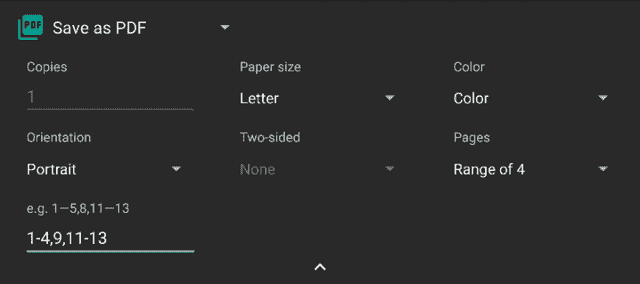 PDF
Save as PDF
Copies
Paper size
Color
1
Letter
Color
Orientation
Two-sided
Pages
Portrait
None
Range of 4
e.g. 1—5,8,11—13
1-4,9,11-13